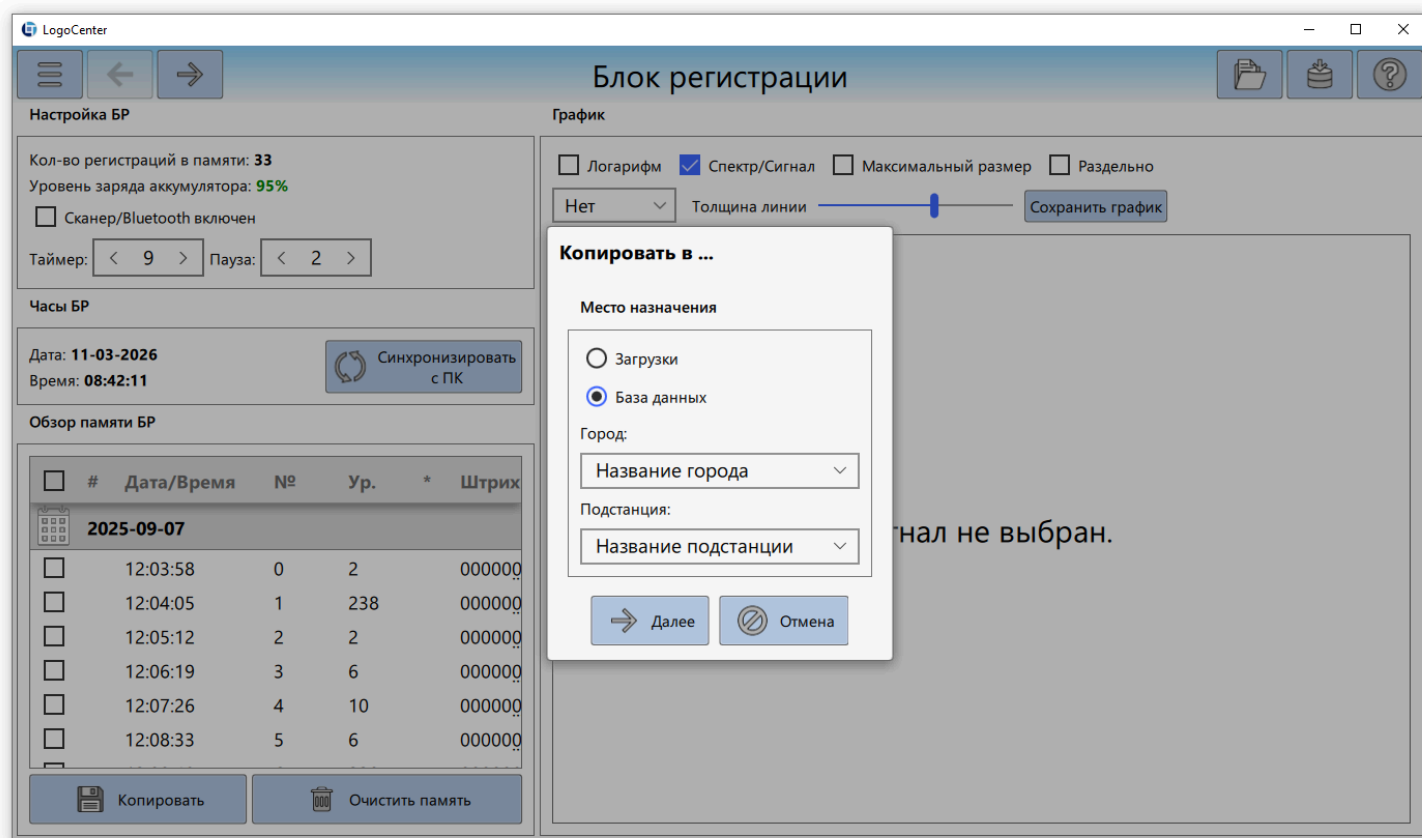 LogoCenter
Блок регистрации
Настройка БР
Кол-во регистраций в памяти: 33
Уровень заряда аккумулятора: 95%
Сканер/Bluetooth включен
Таймер: < 9 > Пауза: < 2 >
Часы БР
Дата: 11-03-2026
Время: 08:42:11
Синхронизировать
с ПК
Обзор памяти БР
# Дата/Время № Ур. * Штрих
2025-09-07
12:03:58 0 2 000000
12:04:05 1 238 000000
12:05:12 2 2 000000
12:06:19 3 6 000000
12:07:26 4 10 000000
12:08:33 5 6 000000
Копировать
Очистить память
График
Логарифм Спектр/Сигнал Максимальный размер Раздельно
Нет Толщина линии Сохранить график
Копировать в ...
Место назначения
Загрузки
База данных
Город:
Название города
Подстанция:
Название подстанции
Далее Отмена
гнал не выбран.